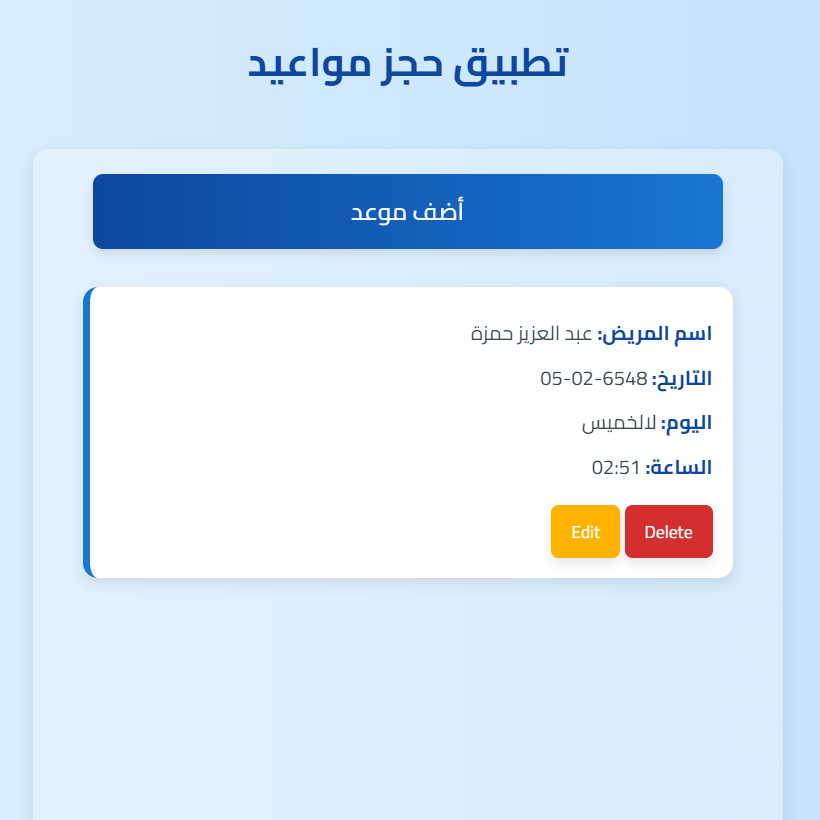 تطبيق حجز مواعيد
أضف موعد
اسم المريض: عبد العزيز حمزة
التاريخ: 6548-02-05
اليوم: لالخميس
الساعة: 02:51
Delete Edit